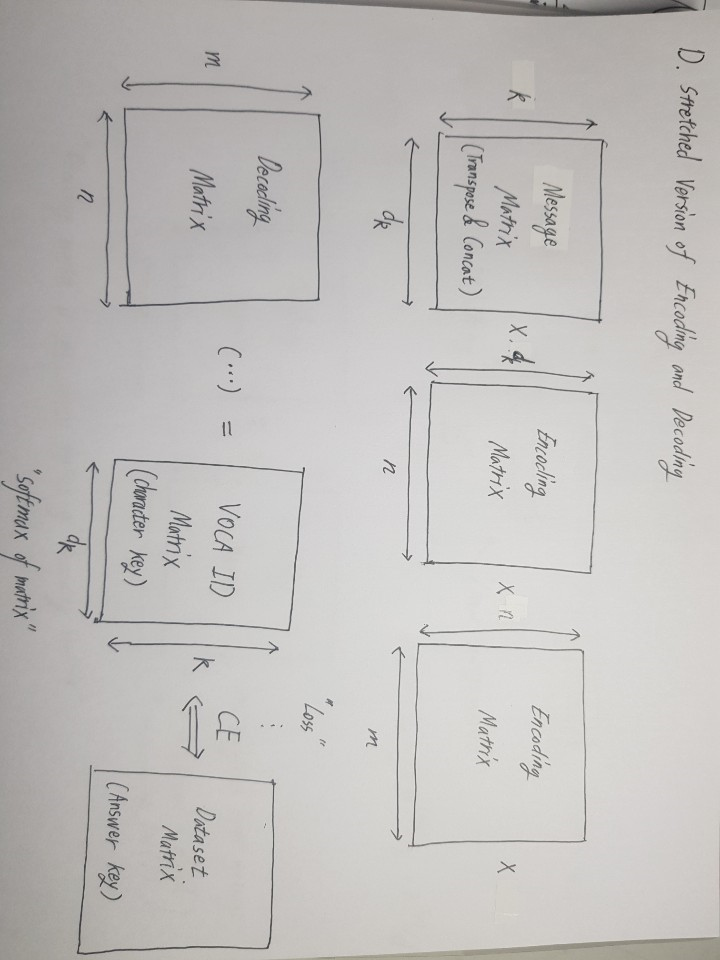 D. Stretched Version of Encoding and Decoding
k
Message
Matrix
(Transpose & Concat)
dk
X
dk
Encoding
Matrix
n
X
n
Encoding
Matrix
m
X
m
Decoding
Matrix
n
(...) =
VOCA ID
Matrix
(character key)
dk
k
"softmax of matrix"
"Loss"
CE
Dataset
Matrix
(Answer key)